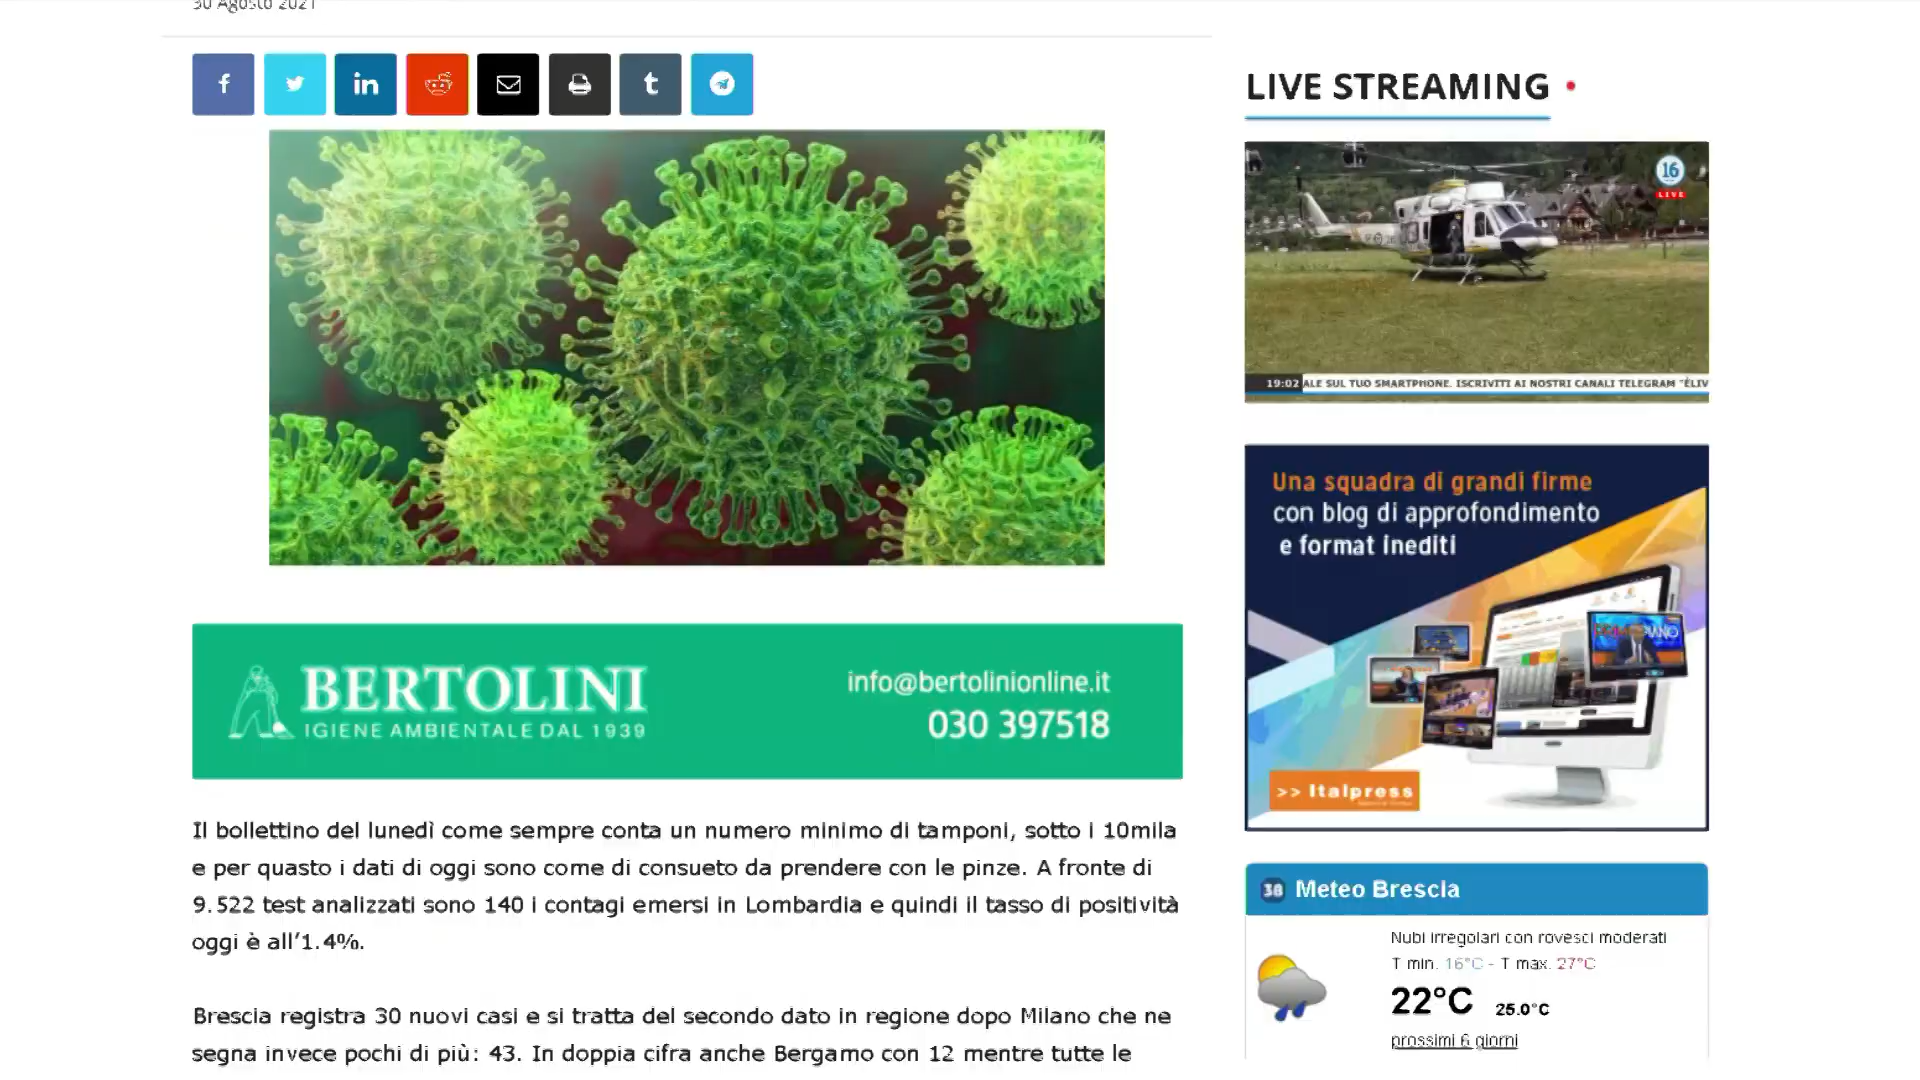 30 Agosto 2021
LIVE STREAMING
16
LIVE
19:02 ALE SUL TUO SMARTPHONE. ISCRIVITI AI NOSTRI CANALI TELEGRAM "ÈLIV
Una squadra di grandi firme
con blog di approfondimento
e format inediti
>> Italpress
BERTOLINI
IGIENE AMBIENTALE DAL 1939
info@bertolinionline.it
030 397518
Il bollettino del lunedì come sempre conta un numero minimo di tamponi, sotto i 10mila
e per quasto i dati di oggi sono come di consueto da prendere con le pinze. A fronte di
9.522 test analizzati sono 140 i contagi emersi in Lombardia e quindi il tasso di positività
oggi è all'1.4%.
Brescia registra 30 nuovi casi e si tratta del secondo dato in regione dopo Milano che ne
segna invece pochi di più: 43. In doppia cifra anche Bergamo con 12 mentre tutte le
Meteo Brescia
Nubi irregolari con rovesci moderati
T min. 16°C - T max. 27°C
22°C 25.0°C
prossimi 6 giorni